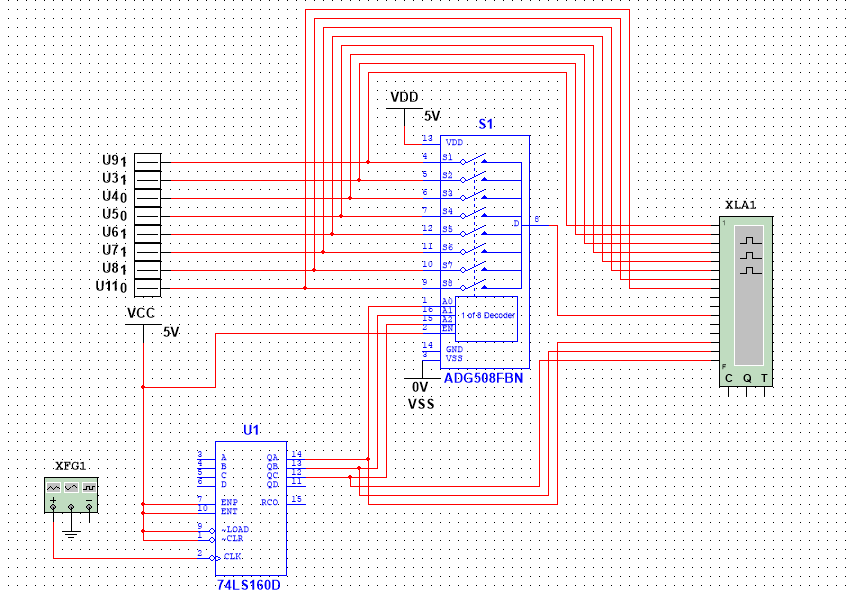 VDD
5V
S1
13 VDD
U9 1
4 S1
U3 1
5 S2
U4 0
6 S3
U5 0
7 S4
D 8
U6 1
12 S5
U7 1
11 S6
U8 1
10 S7
U11 0
9 S8
XLA1
1
F
C Q T
VCC
5V
1 A0
16 A1
15 A2
2 EN
1 of 8 Decoder
14 GND
3 VSS
ADG508FBN
0V
VSS
U1
3 A QA 14
4 B QB 13
5 C QC 12
6 D QD 11
7 ENP RCO 15
10 ENT
9 ~LOAD
1 ~CLR
2 CLK
74LS160D
XFG1
+ −